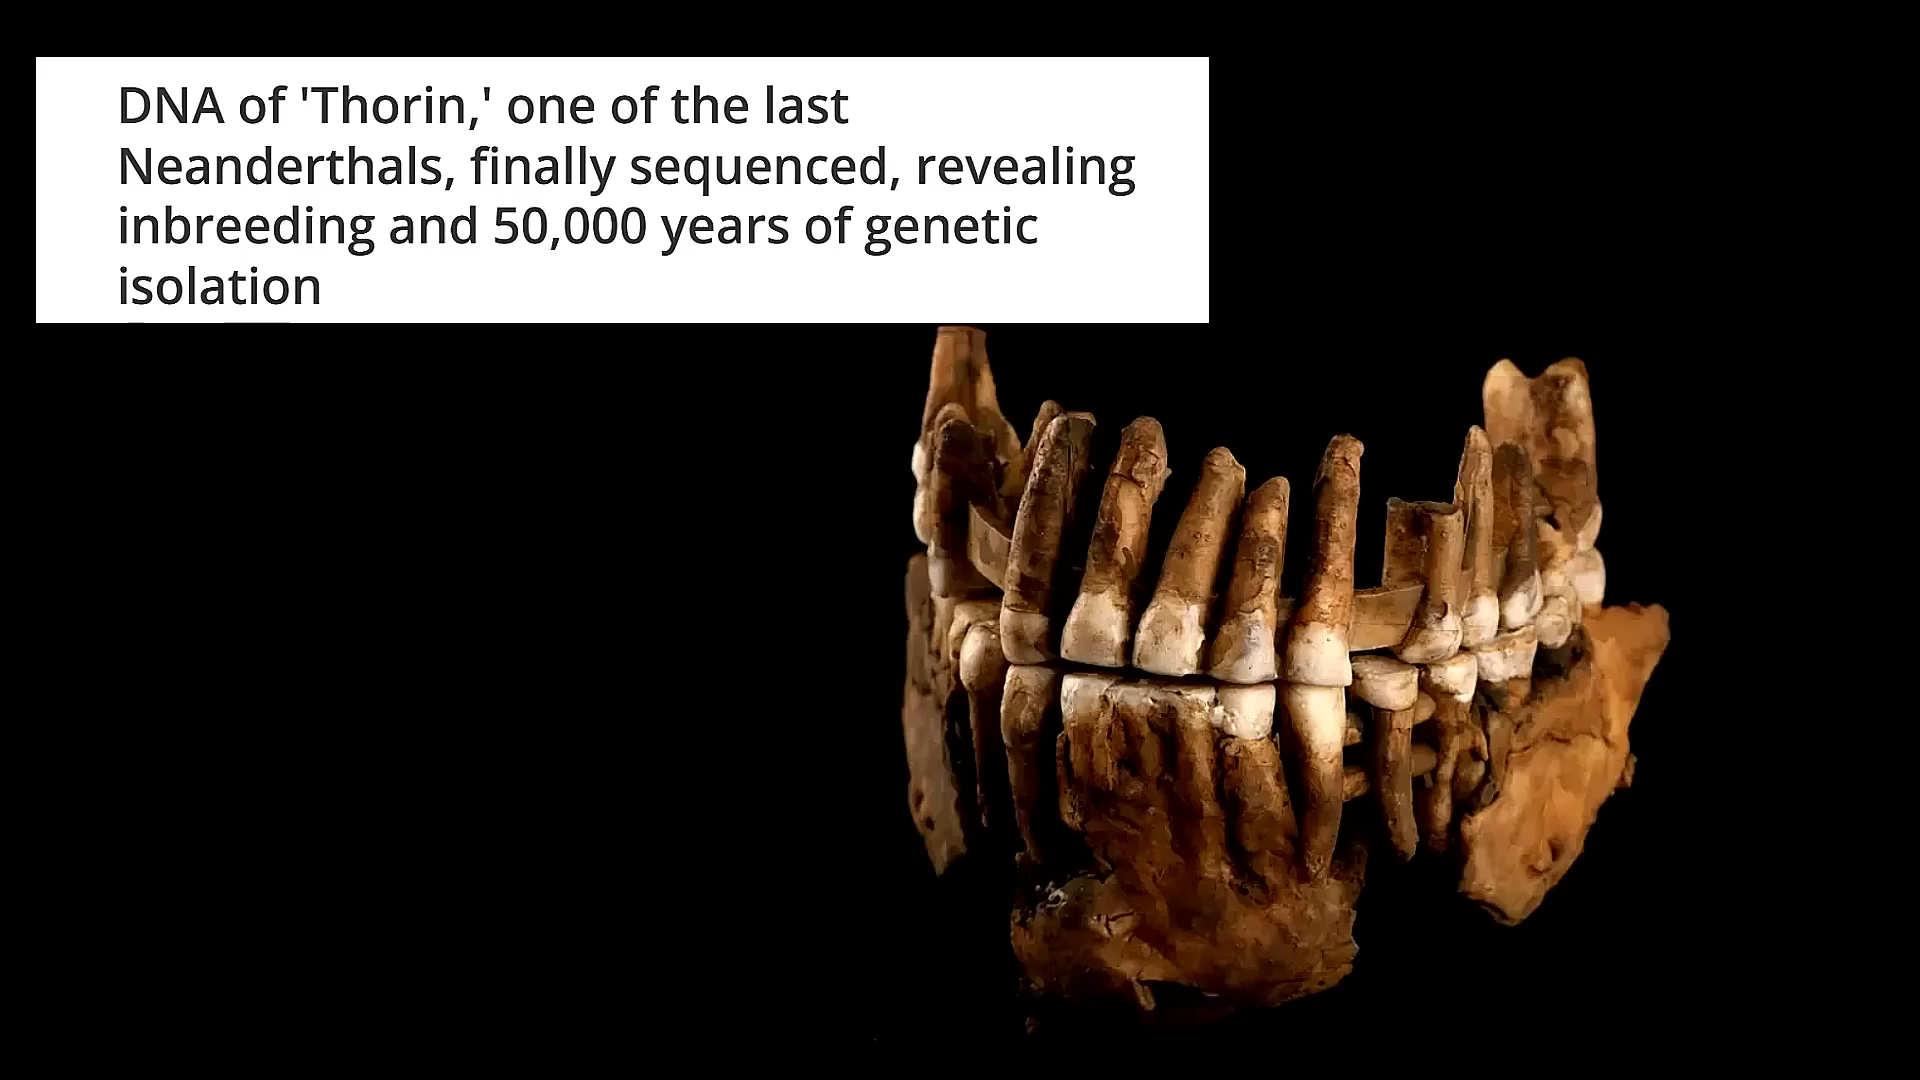 DNA of 'Thorin,' one of the last
Neanderthals, finally sequenced, revealing
inbreeding and 50,000 years of genetic
isolation